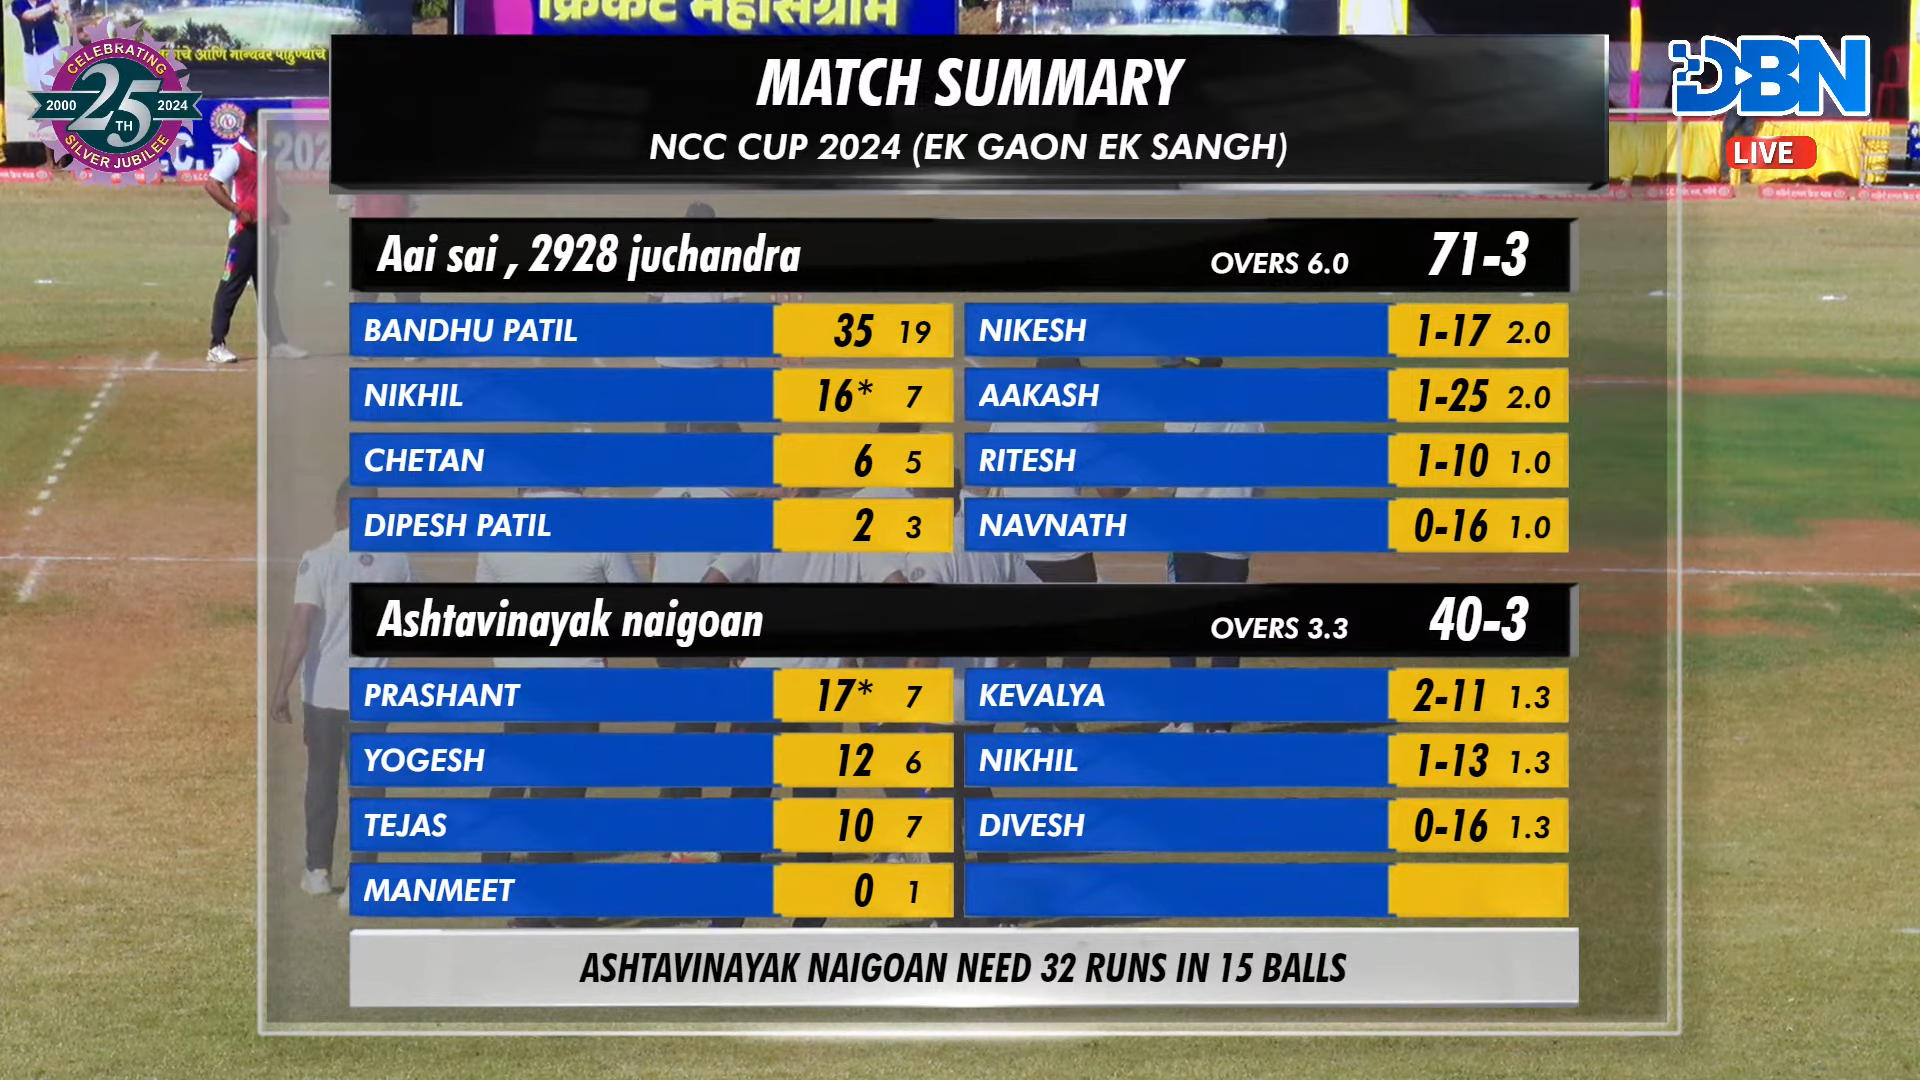 क्रिकेट महासंग्राम
आणि मान्यवर पाहुण्यांचे
CELEBRATING
2000 25TH 2024
SILVER JUBILEE
202
MATCH SUMMARY
NCC CUP 2024 (EK GAON EK SANGH)
DBN
LIVE
Aai sai , 2928 juchandra OVERS 6.0 71-3
BANDHU PATIL 35 19 NIKESH 1-17 2.0
NIKHIL 16* 7 AAKASH 1-25 2.0
CHETAN 6 5 RITESH 1-10 1.0
DIPESH PATIL 2 3 NAVNATH 0-16 1.0
Ashtavinayak naigoan OVERS 3.3 40-3
PRASHANT 17* 7 KEVALYA 2-11 1.3
YOGESH 12 6 NIKHIL 1-13 1.3
TEJAS 10 7 DIVESH 0-16 1.3
MANMEET 0 1
ASHTAVINAYAK NAIGOAN NEED 32 RUNS IN 15 BALLS